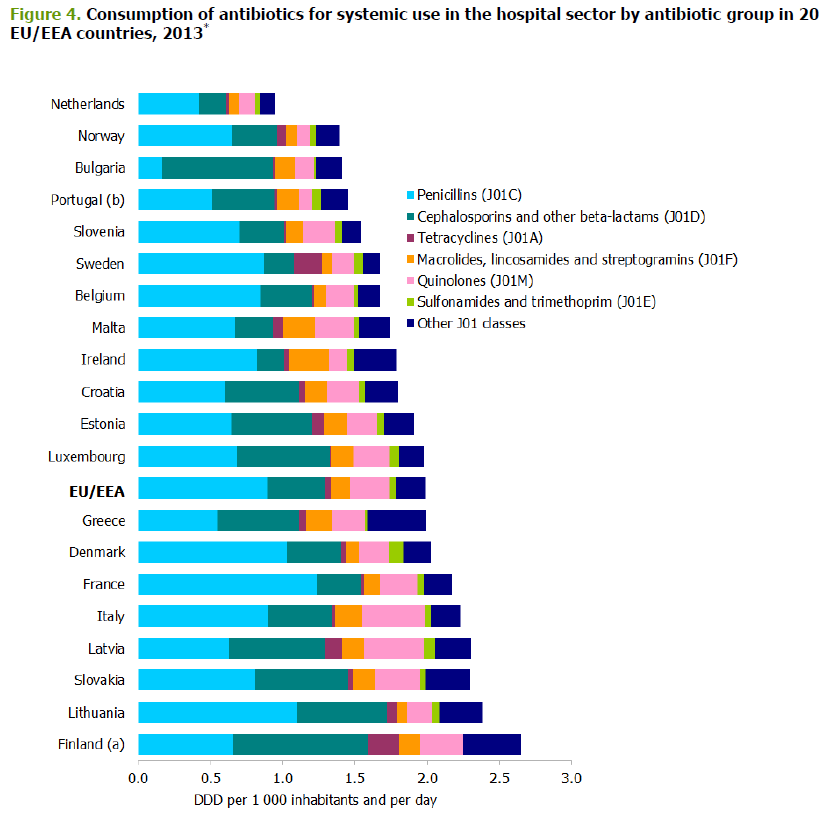 Figure 4. Consumption of antibiotics for systemic use in the hospital sector by antibiotic group in 20
EU/EEA countries, 2013*
Netherlands
Norway
Bulgaria
Portugal (b)
Slovenia
Sweden
Belgium
Malta
Ireland
Croatia
Estonia
Luxembourg
EU/EEA
Greece
Denmark
France
Italy
Latvia
Slovakia
Lithuania
Finland (a)
Penicillins (J01C)
Cephalosporins and other beta-lactams (J01D)
Tetracyclines (J01A)
Macrolides, lincosamides and streptogramins (J01F)
Quinolones (J01M)
Sulfonamides and trimethoprim (J01E)
Other J01 classes
0.0 0.5 1.0 1.5 2.0 2.5 3.0
DDD per 1 000 inhabitants and per day